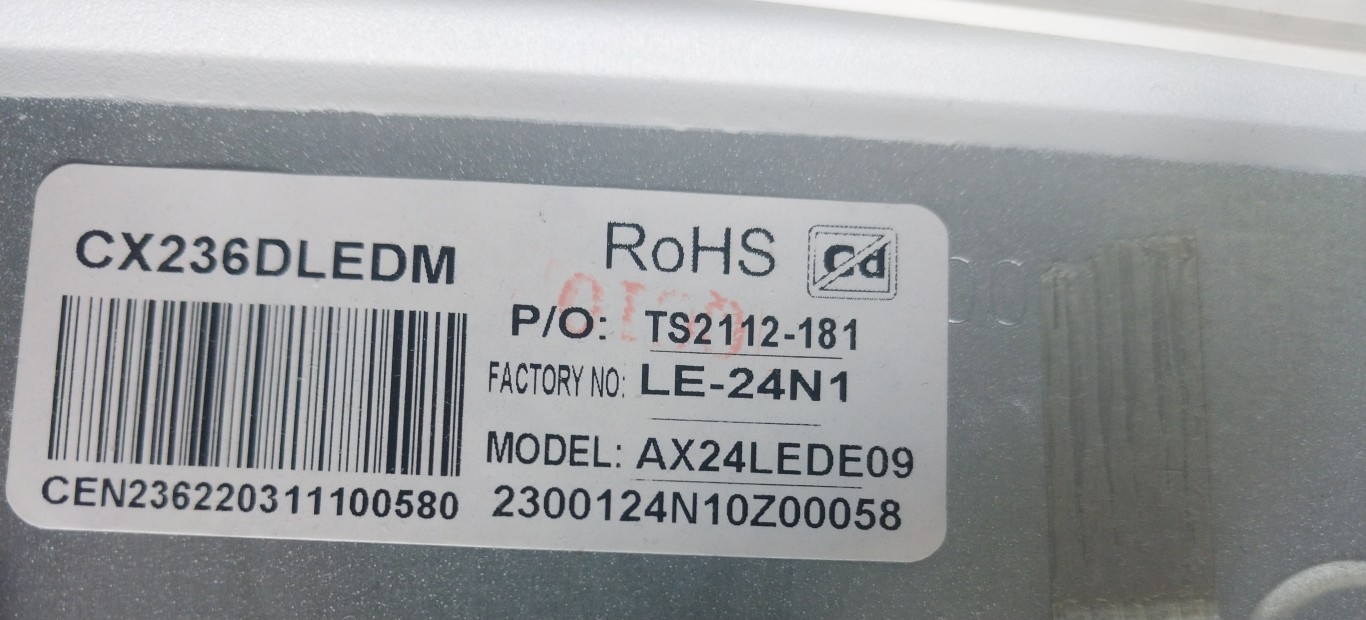 CX236DLEDM
RoHS Cd
P/O: TS2112-181
FACTORY NO: LE-24N1
MODEL: AX24LEDE09
CEN236220311100580 2300124N10Z00058